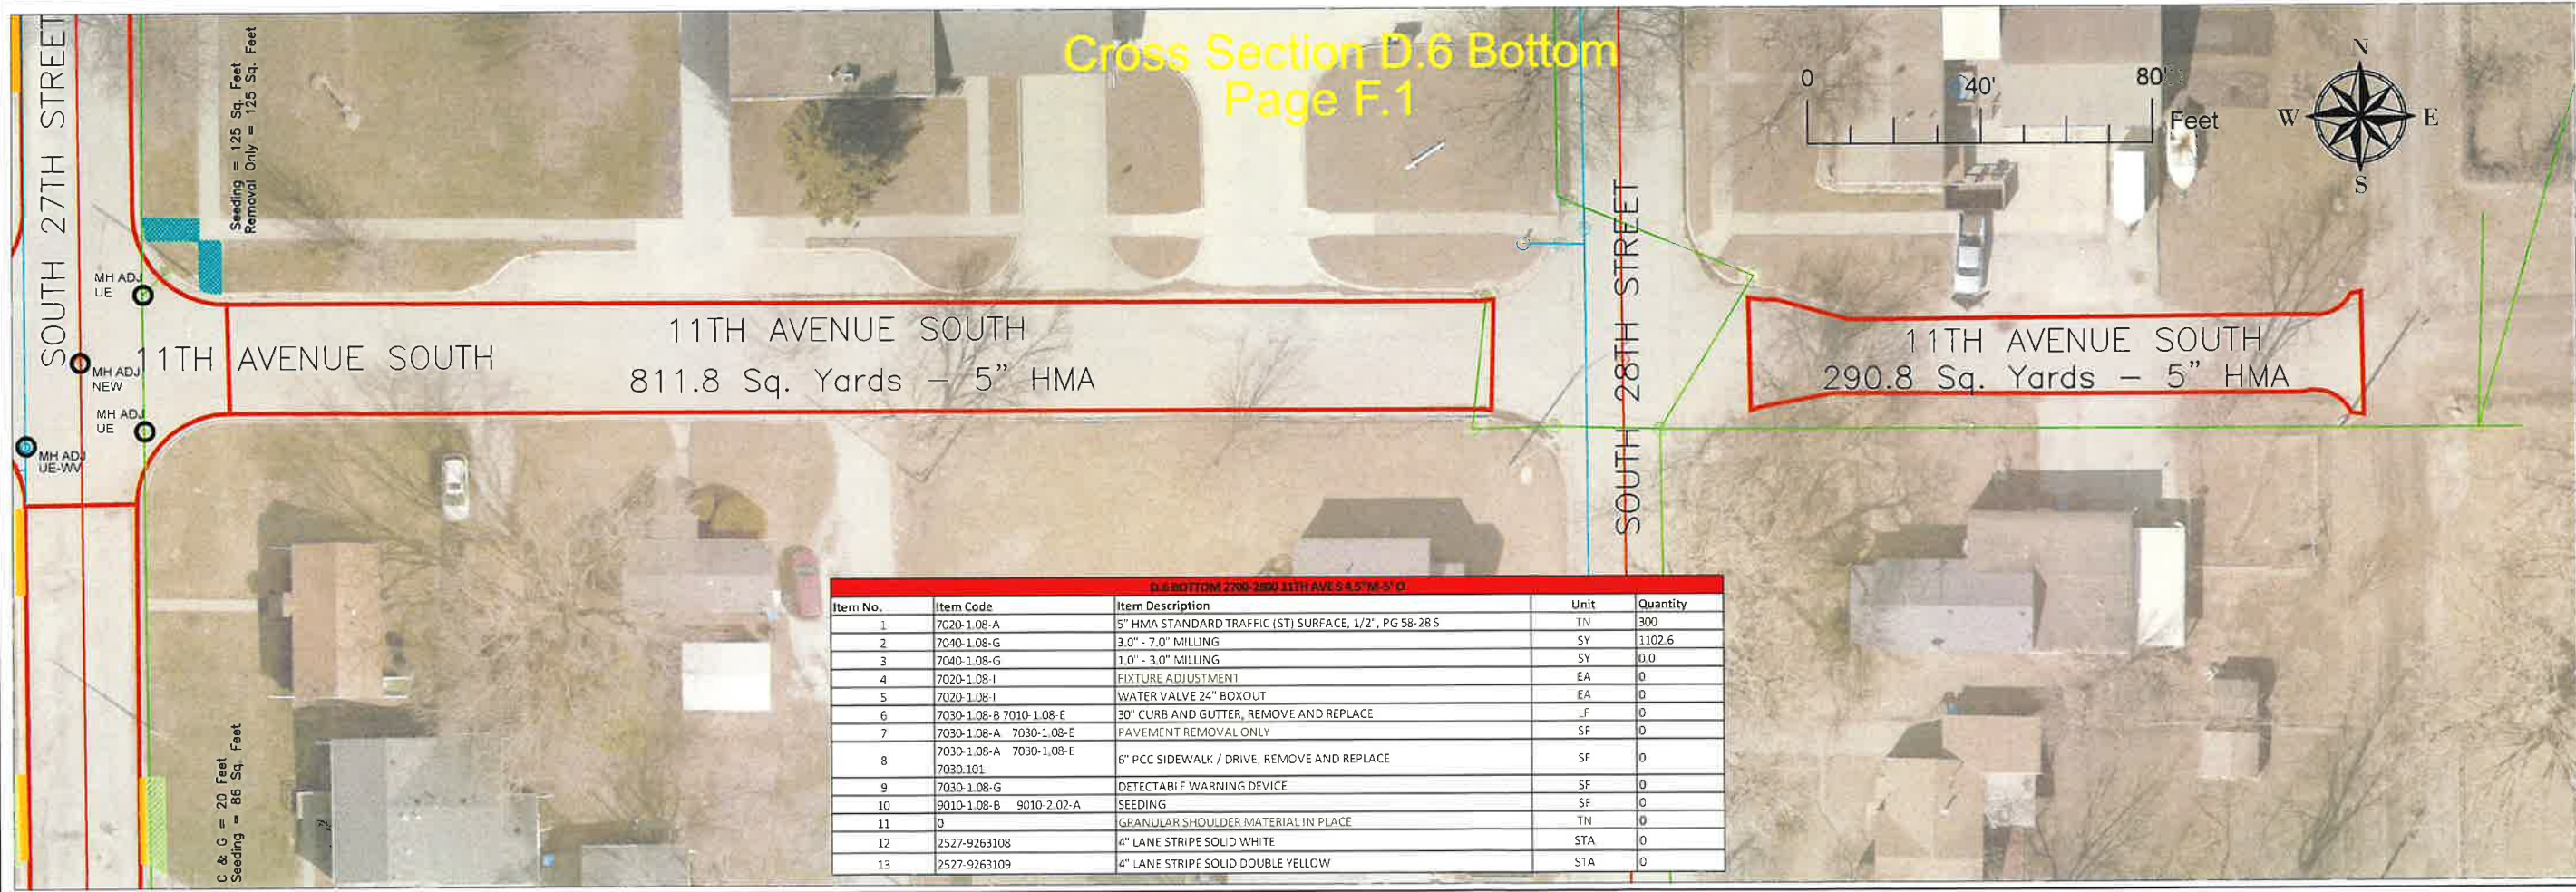 Cross Section D.6 Bottom
Page F.1
0 40' 80'
Feet
N
W E
S
SOUTH 27TH STREET
Seeding = 125 Sq. Feet
Removal Only = 125 Sq. Feet
MH ADJ
UE
MH ADJ
NEW
MH ADJ
UE
MH ADJ
UE-WV
11TH AVENUE SOUTH
11TH AVENUE SOUTH
811.8 Sq. Yards – 5" HMA
SOUTH 28TH STREET
SOUTH
11TH AVENUE SOUTH
290.8 Sq. Yards – 5" HMA
C & G = 20 Feet
Seeding = 86 Sq. Feet
D.6 BOTTOM 2700-2800 11TH AVE S 4.5" M-5" O
Item No. Item Code Item Description Unit Quantity
1 7020-1.08-A 5" HMA STANDARD TRAFFIC (ST) SURFACE, 1/2", PG 58-28 S TN 300
2 7040-1.08-G 3.0" - 7.0" MILLING SY 1102.6
3 7040-1.08-G 1.0" - 3.0" MILLING SY 0.0
4 7020-1.08-I FIXTURE ADJUSTMENT EA 0
5 7020-1.08-I WATER VALVE 24" BOXOUT EA 0
6 7030-1.08-B 7010-1.08-E 30" CURB AND GUTTER, REMOVE AND REPLACE LF 0
7 7030-1.08-A 7030-1.08-E PAVEMENT REMOVAL ONLY SF 0
8 7030-1.08-A 7030-1.08-E 7030.101 6" PCC SIDEWALK / DRIVE, REMOVE AND REPLACE SF 0
9 7030-1.08-G DETECTABLE WARNING DEVICE SF 0
10 9010-1.08-B 9010-2.02-A SEEDING SF 0
11 0 GRANULAR SHOULDER MATERIAL IN PLACE TN 0
12 2527-9263108 4" LANE STRIPE SOLID WHITE STA 0
13 2527-9263109 4" LANE STRIPE SOLID DOUBLE YELLOW STA 0